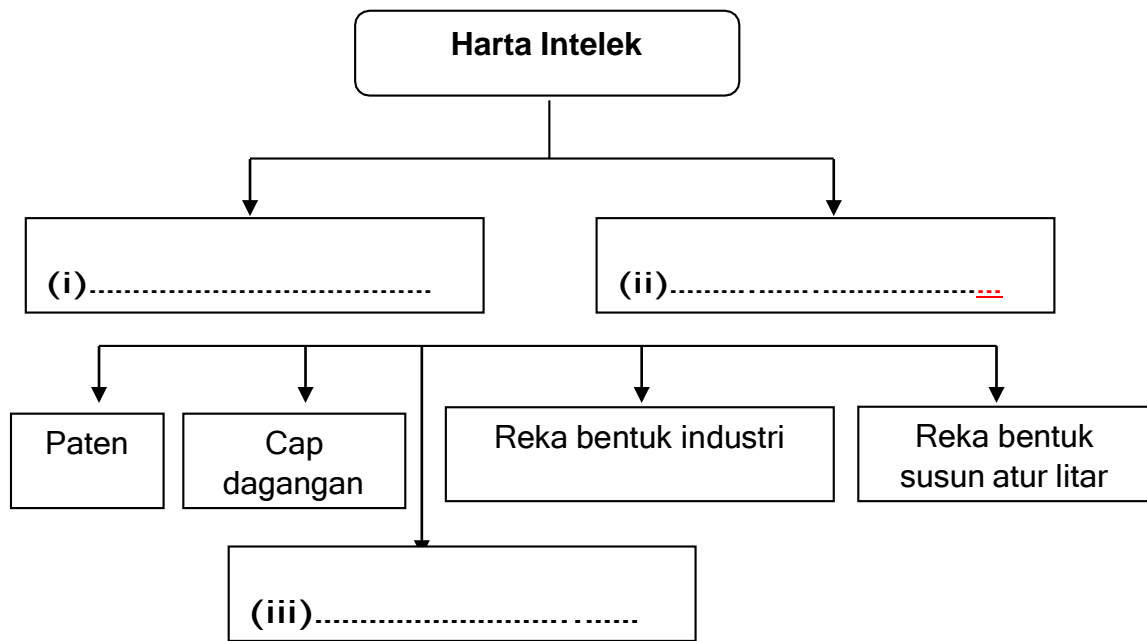 Harta Intelek
(i).......................................
(ii)......................................
Paten
Cap
dagangan
Reka bentuk industri
Reka bentuk
susun atur litar
(iii).....................................